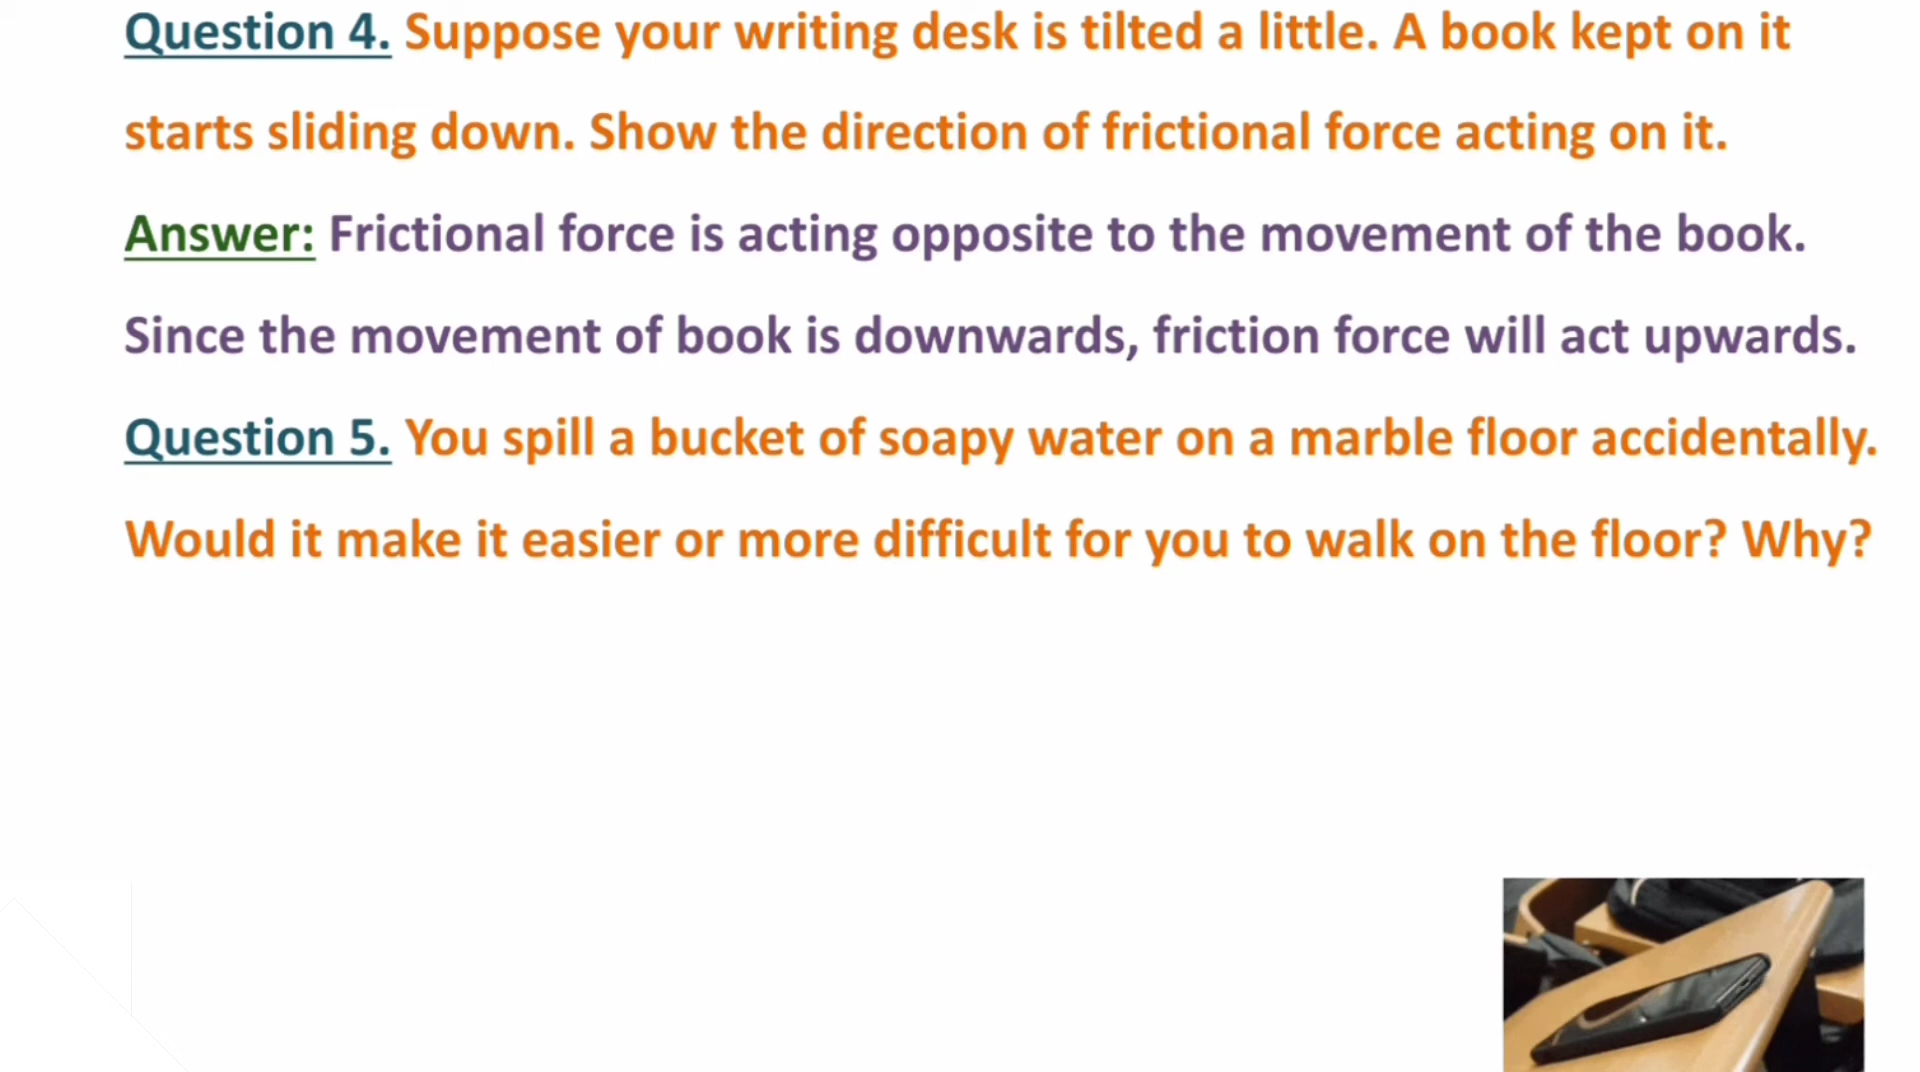 Question 4. Suppose your writing desk is tilted a little. A book kept on it
starts sliding down. Show the direction of frictional force acting on it.
Answer: Frictional force is acting opposite to the movement of the book.
Since the movement of book is downwards, friction force will act upwards.
Question 5. You spill a bucket of soapy water on a marble floor accidentally.
Would it make it easier or more difficult for you to walk on the floor? Why?